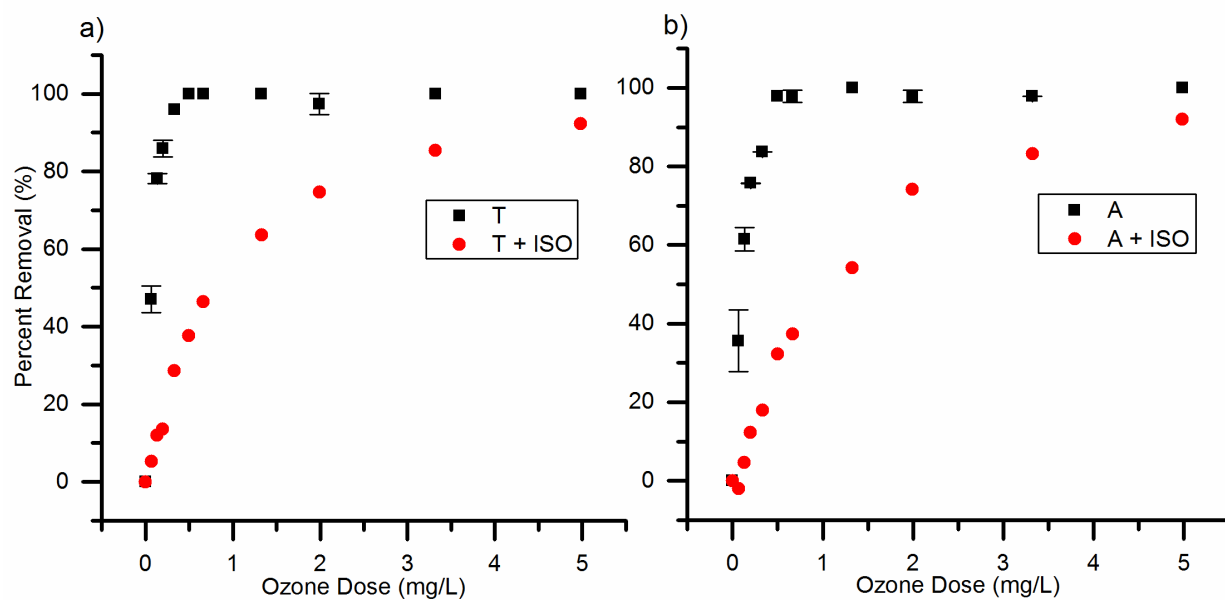 a)
Percent Removal (%)
100
80
60
40
20
0
T
T + ISO
0 1 2 3 4 5
Ozone Dose (mg/L)
b)
100
80
60
40
20
0
A
A + ISO
0 1 2 3 4 5
Ozone Dose (mg/L)